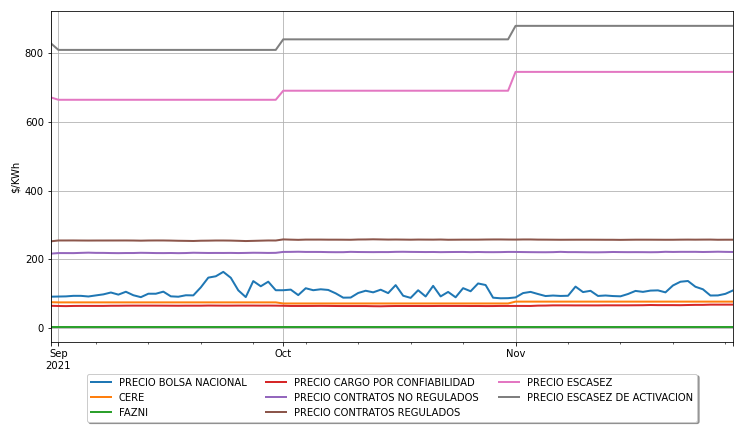 800
600
400
200
0
$/KWh
Sep
2021
Oct
Nov
PRECIO BOLSA NACIONAL
CERE
FAZNI
PRECIO CARGO POR CONFIABILIDAD
PRECIO CONTRATOS NO REGULADOS
PRECIO CONTRATOS REGULADOS
PRECIO ESCASEZ
PRECIO ESCASEZ DE ACTIVACION